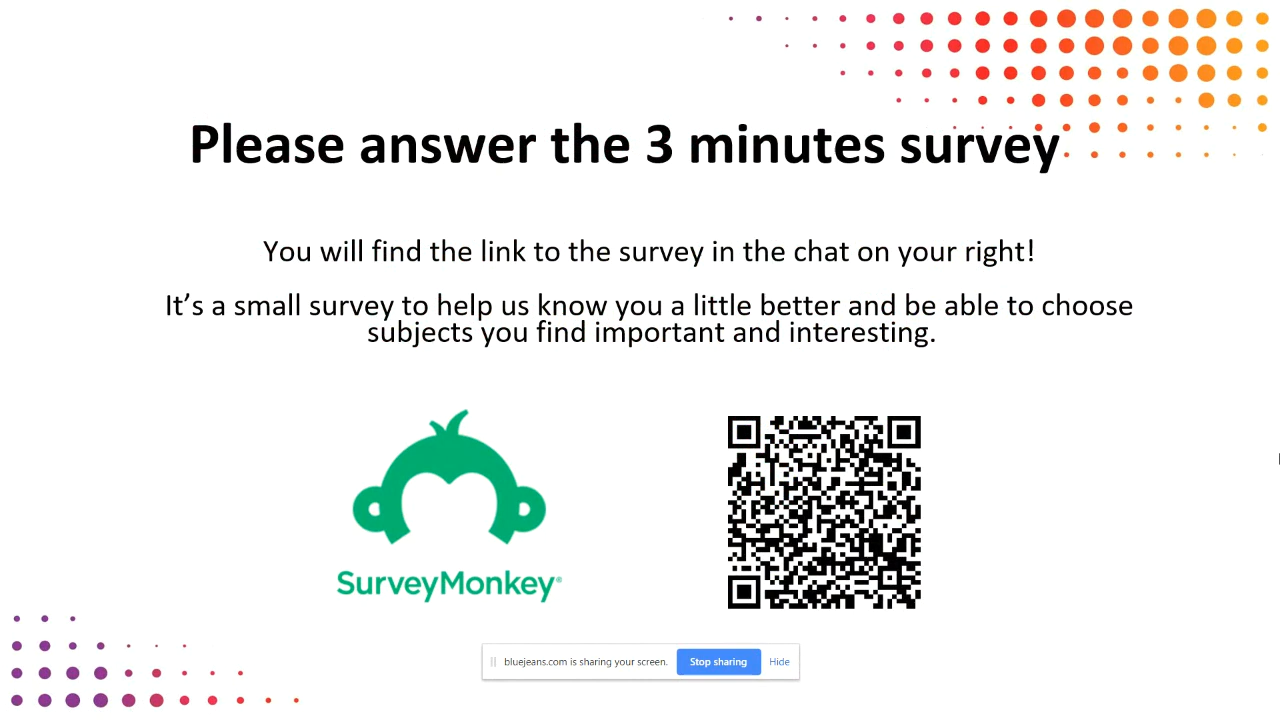 Please answer the 3 minutes survey
You will find the link to the survey in the chat on your right!
It’s a small survey to help us know you a little better and be able to choose
subjects you find important and interesting.
SurveyMonkey®
bluejeans.com is sharing your screen. Stop sharing Hide